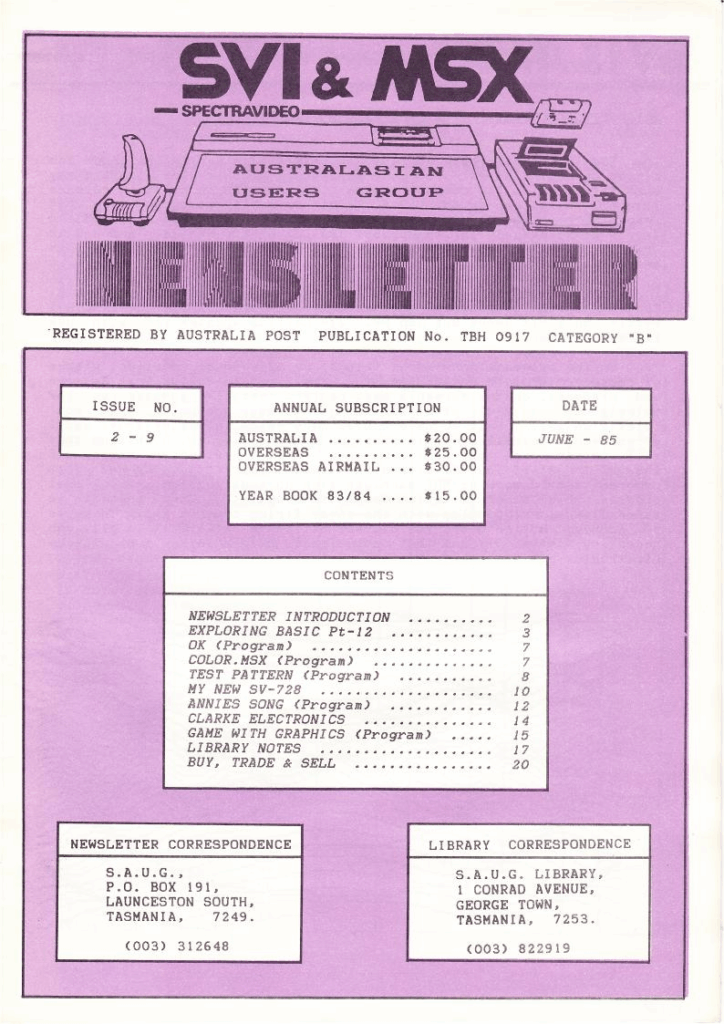 SVI & MSX
SPECTRAVIDEO
AUSTRALASIAN
USERS GROUP
NEWSLETTER
REGISTERED BY AUSTRALIA POST PUBLICATION No. TBH 0917 CATEGORY "B"
ISSUE NO.
2 - 9
ANNUAL SUBSCRIPTION
AUSTRALIA .......... $20.00
OVERSEAS .......... $25.00
OVERSEAS AIRMAIL ... $30.00
YEAR BOOK 83/84 .... $15.00
DATE
JUNE - 85
CONTENTS
NEWSLETTER INTRODUCTION .......... 2
EXPLORING BASIC Pt-12 ............ 3
OK (Program) ..................... 7
COLOR.MSX (Program) .............. 7
TEST PATTERN (Program) ........... 8
MY NEW SV-728 .................... 10
ANNIES SONG (Program) ............ 12
CLARKE ELECTRONICS ............... 14
GAME WITH GRAPHICS (Program) ..... 15
LIBRARY NOTES .................... 17
BUY, TRADE & SELL ................ 20
NEWSLETTER CORRESPONDENCE
S.A.U.G.,
P.O. BOX 191,
LAUNCESTON SOUTH,
TASMANIA, 7249.
(003) 312648
LIBRARY CORRESPONDENCE
S.A.U.G. LIBRARY,
1 CONRAD AVENUE,
GEORGE TOWN,
TASMANIA, 7253.
(003) 822919